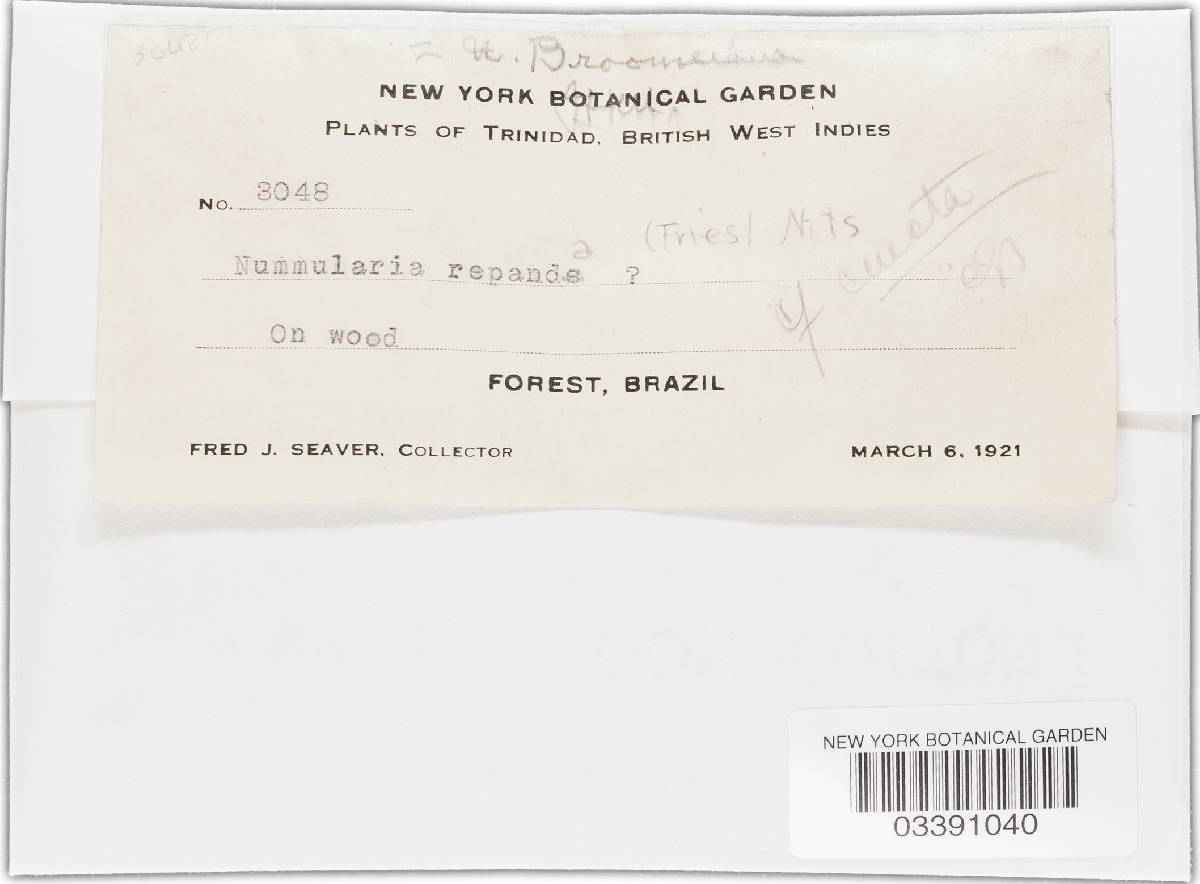 3048
= N.
NEW YORK BOTANICAL GARDEN
PLANTS OF TRINIDAD, BRITISH WEST INDIES
No. 3048
Nummularia repanda ? (Fries) Nits
On wood
FOREST, BRAZIL
FRED J. SEAVER, COLLECTOR MARCH 6, 1921
NEW YORK BOTANICAL GARDEN
03391040